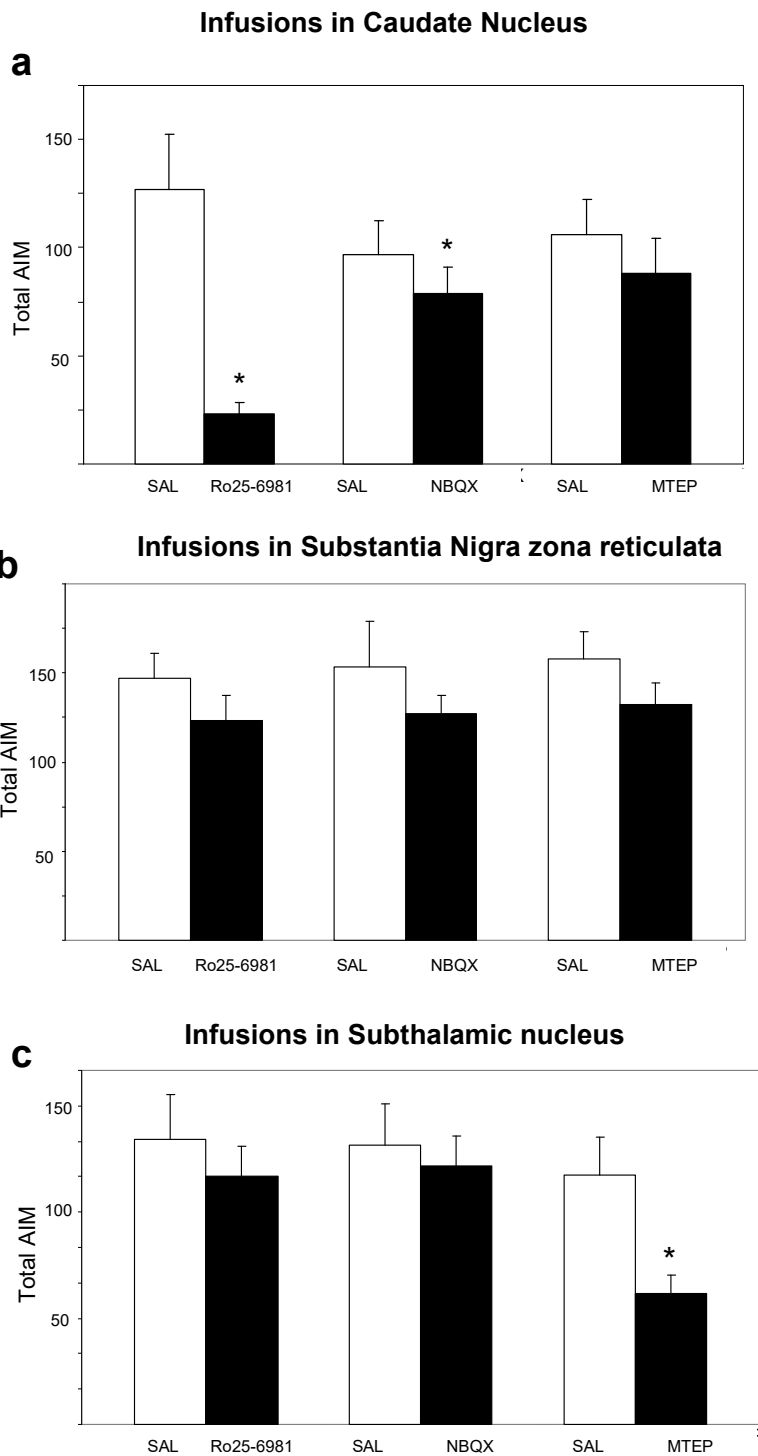 Infusions in Caudate Nucleus
a
150
100
50
Total AIM
*
*
SAL Ro25-6981 SAL NBQX SAL MTEP
Infusions in Substantia Nigra zona reticulata
b
150
100
50
Total AIM
SAL Ro25-6981 SAL NBQX SAL MTEP
Infusions in Subthalamic nucleus
c
150
100
50
Total AIM
*
SAL Ro25-6981 SAL NBQX SAL MTEP